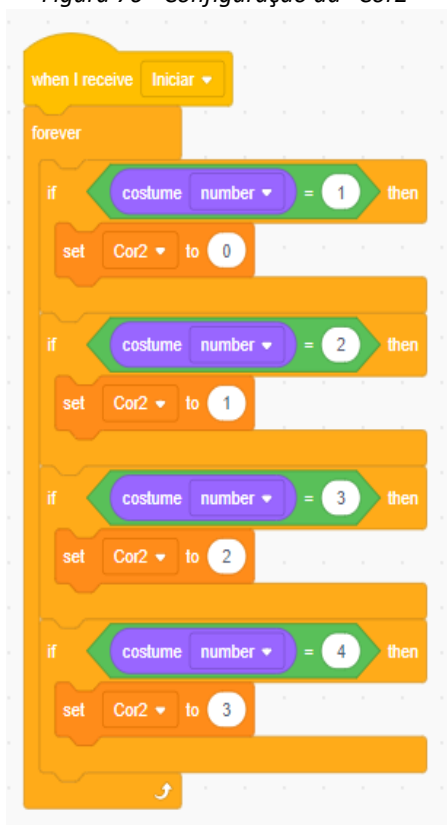 Figura 76 - Configuração da "Cor2"
when I receive Iniciar
forever
if costume number = 1 then
set Cor2 to 0
if costume number = 2 then
set Cor2 to 1
if costume number = 3 then
set Cor2 to 2
if costume number = 4 then
set Cor2 to 3